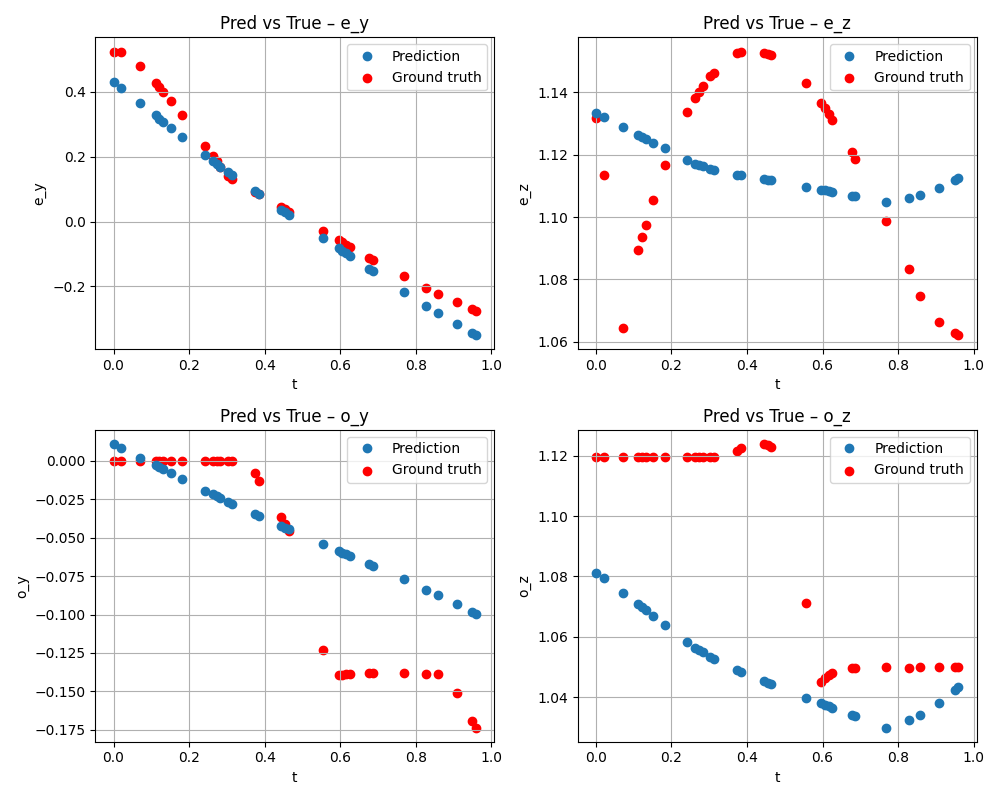 Pred vs True – e_y
Prediction
Ground truth
0.4
0.2
0.0
−0.2
e_y
0.0
0.2
0.4
0.6
0.8
1.0
t
Pred vs True – e_z
Prediction
Ground truth
1.14
1.12
1.10
1.08
1.06
e_z
0.0
0.2
0.4
0.6
0.8
1.0
t
Pred vs True – o_y
Prediction
Ground truth
0.000
−0.025
−0.050
−0.075
−0.100
−0.125
−0.150
−0.175
o_y
0.0
0.2
0.4
0.6
0.8
1.0
t
Pred vs True – o_z
Prediction
Ground truth
1.12
1.10
1.08
1.06
1.04
o_z
0.0
0.2
0.4
0.6
0.8
1.0
t